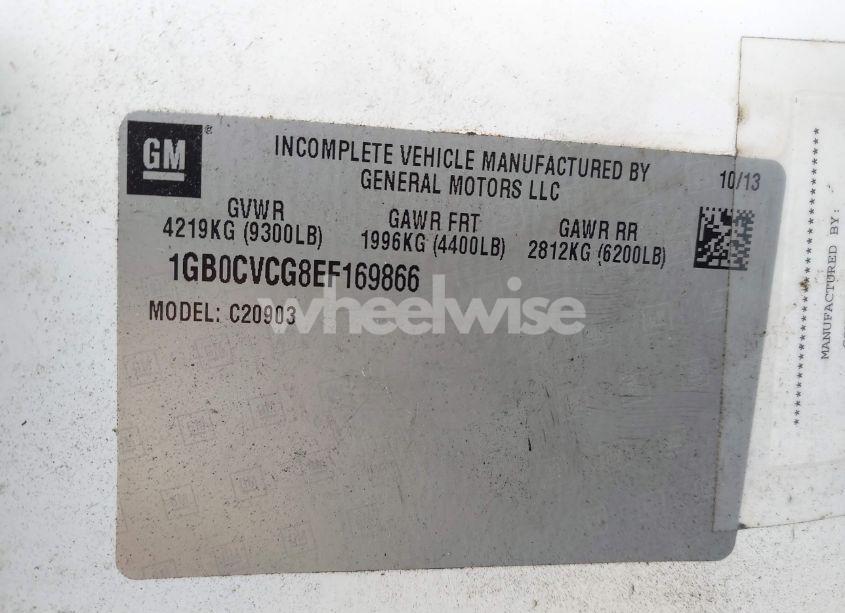 GM
INCOMPLETE VEHICLE MANUFACTURED BY
GENERAL MOTORS LLC
10/13
GVWR
4219KG (9300LB)
GAWR FRT
1996KG (4400LB)
GAWR RR
2812KG (6200LB)
1GB0CVCG8EF169866
MODEL: C20903
wheelwise
MANUFACTURED BY: